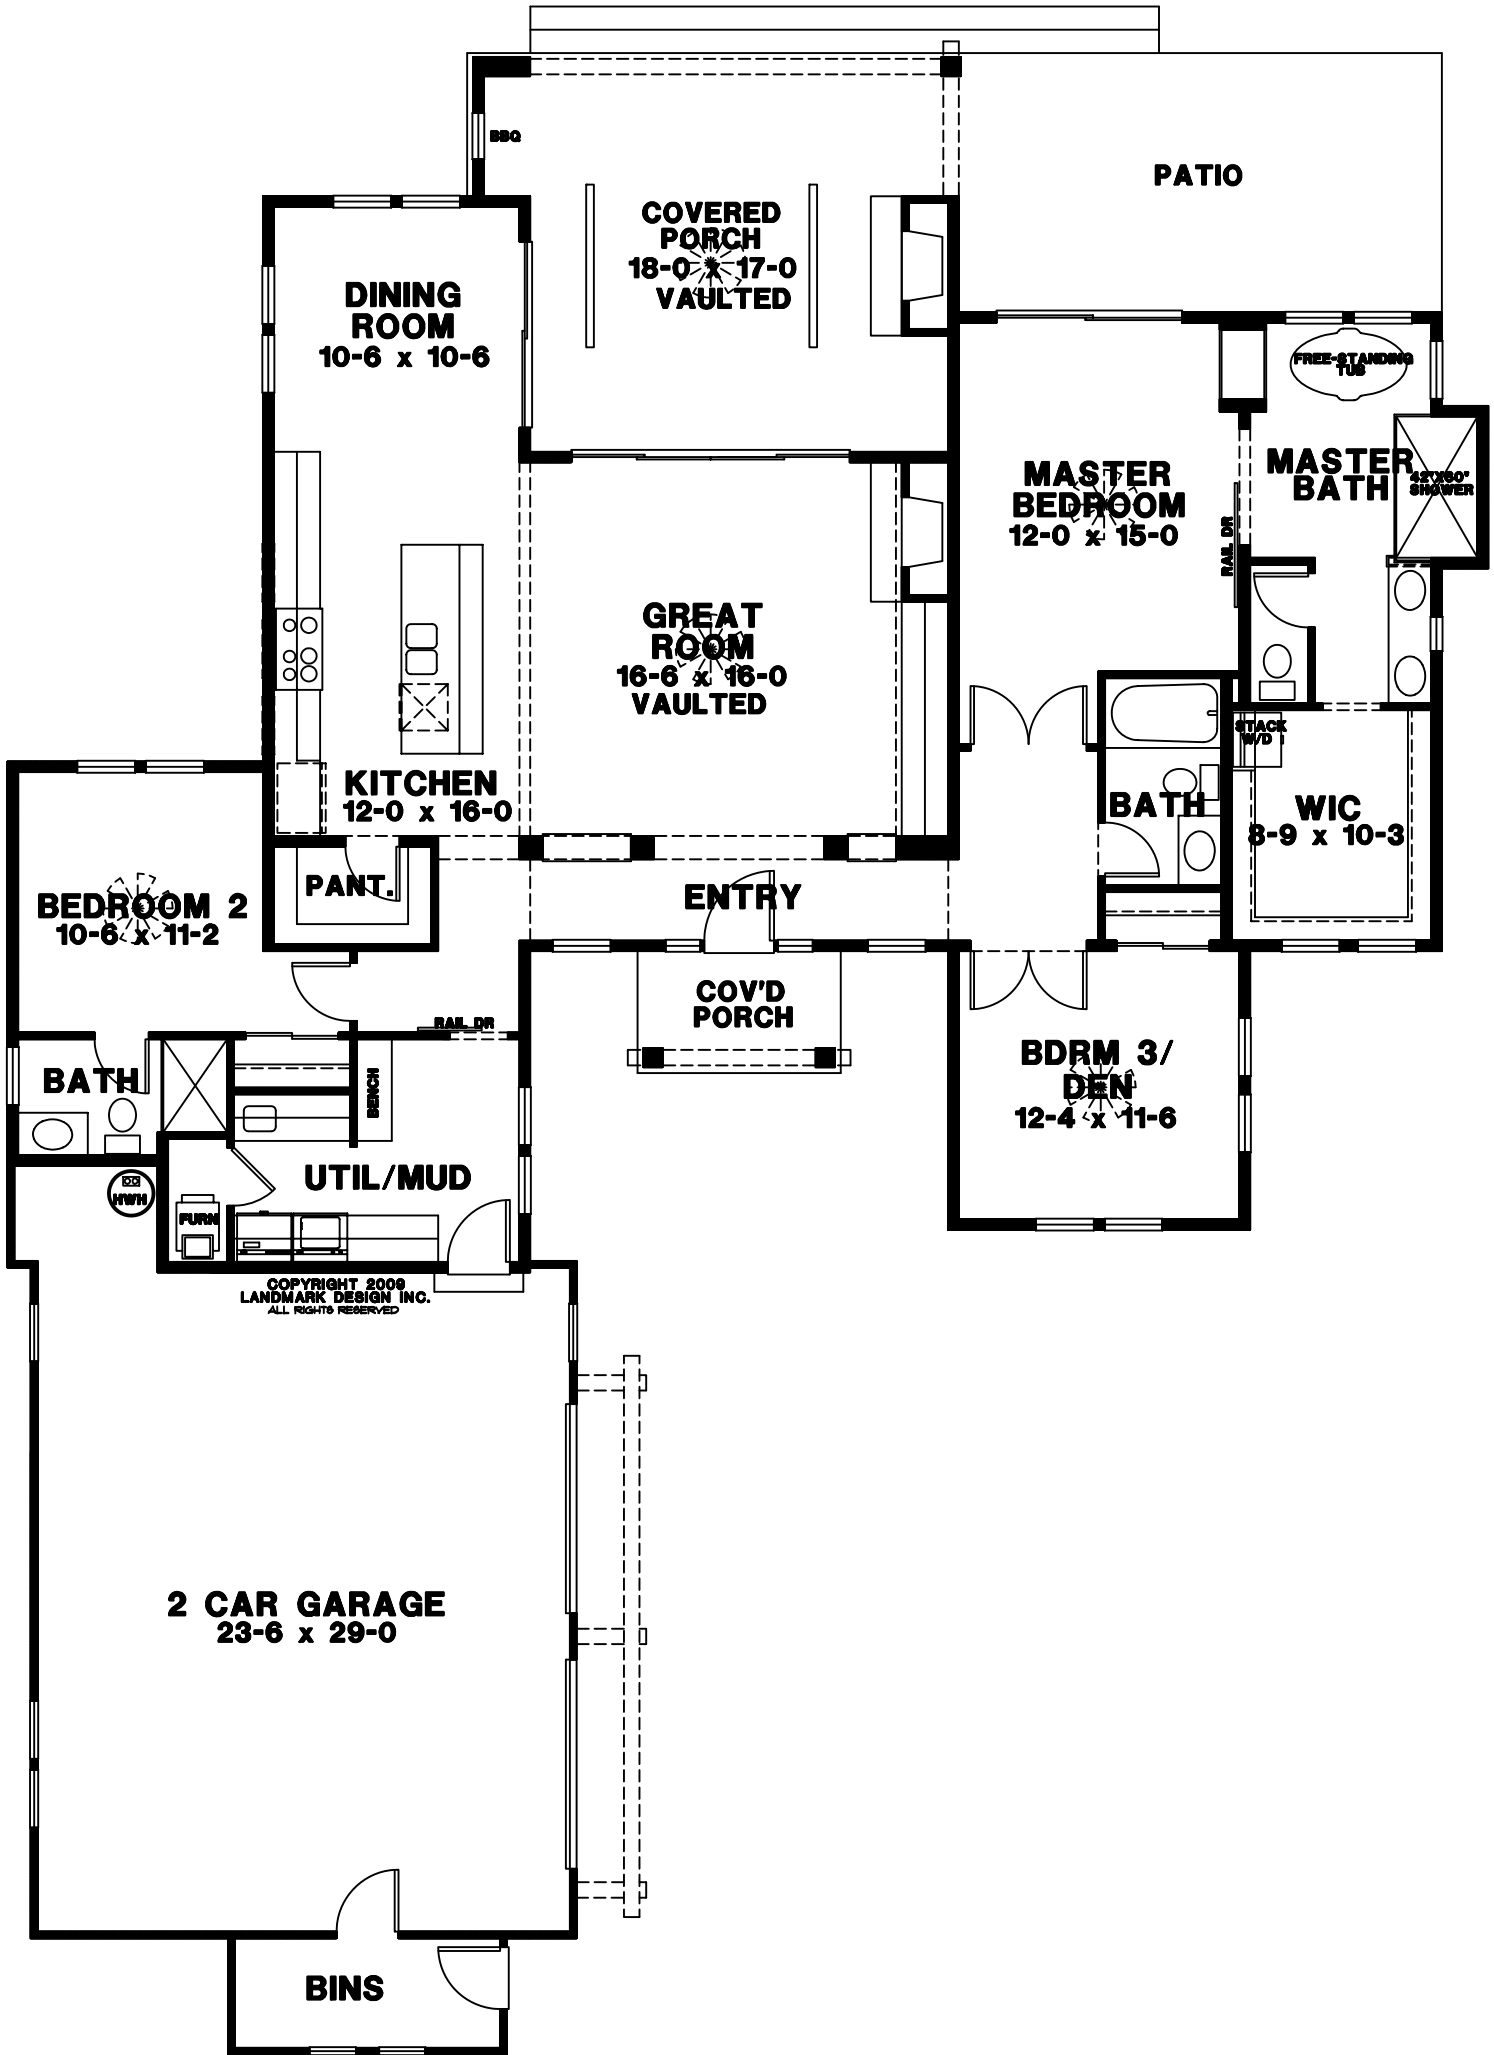 BBQ
PATIO
COVERED
PORCH
18-0 x 17-0
VAULTED
DINING
ROOM
10-6 x 10-6
FREE-STANDING
TUB
MASTER
BEDROOM
12-0 x 15-0
MASTER
BATH
42"X60"
SHOWER
RAIL DR
GREAT
ROOM
16-6 x 16-0
VAULTED
KITCHEN
12-0 x 16-0
STACK
W/D
BATH
WIC
8-9 x 10-3
PANT.
ENTRY
BEDROOM 2
10-6 x 11-2
COV'D
PORCH
RAIL DR
BATH
BENCH
BDRM 3/
DEN
12-4 x 11-6
UTIL/MUD
HWH
FURN
COPYRIGHT 2009
LANDMARK DESIGN INC.
ALL RIGHTS RESERVED
2 CAR GARAGE
23-6 x 29-0
BINS